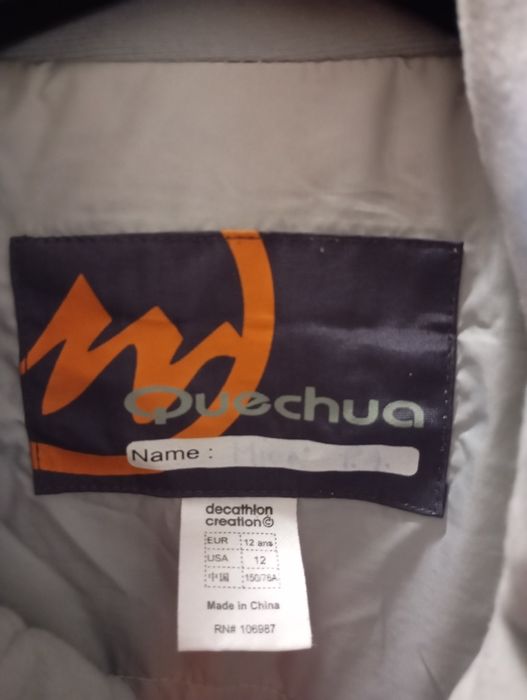 Quechua
Name :
decathlon
creation©
EUR 12 ans
USA 12
中国 150/76A
Made in China
RN# 106987